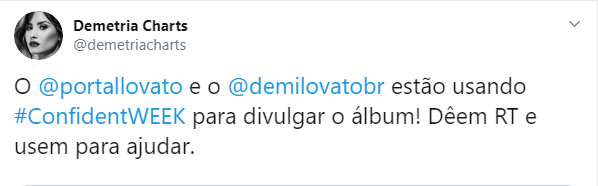 Demetria Charts
@demetriacharts
O @portallovato e o @demilovatobr estão usando
#ConfidentWEEK para divulgar o álbum! Dêem RT e
usem para ajudar.